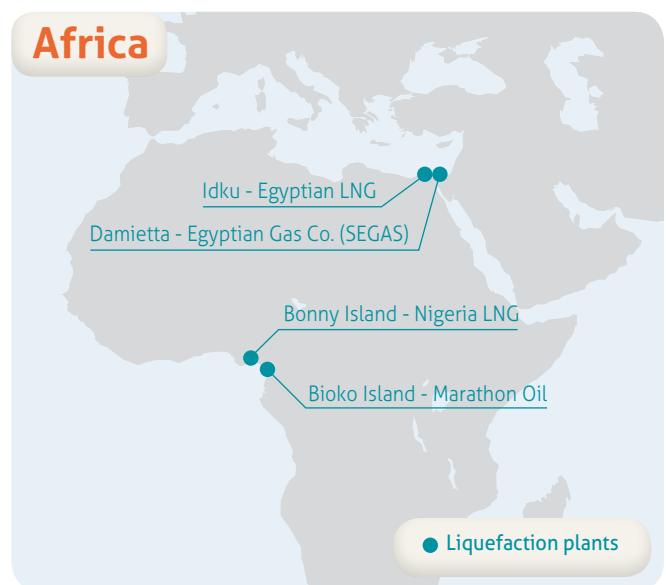 Africa
Idku - Egyptian LNG
Damietta - Egyptian Gas Co. (SEGAS)
Bonny Island - Nigeria LNG
Bioko Island - Marathon Oil
Liquefaction plants